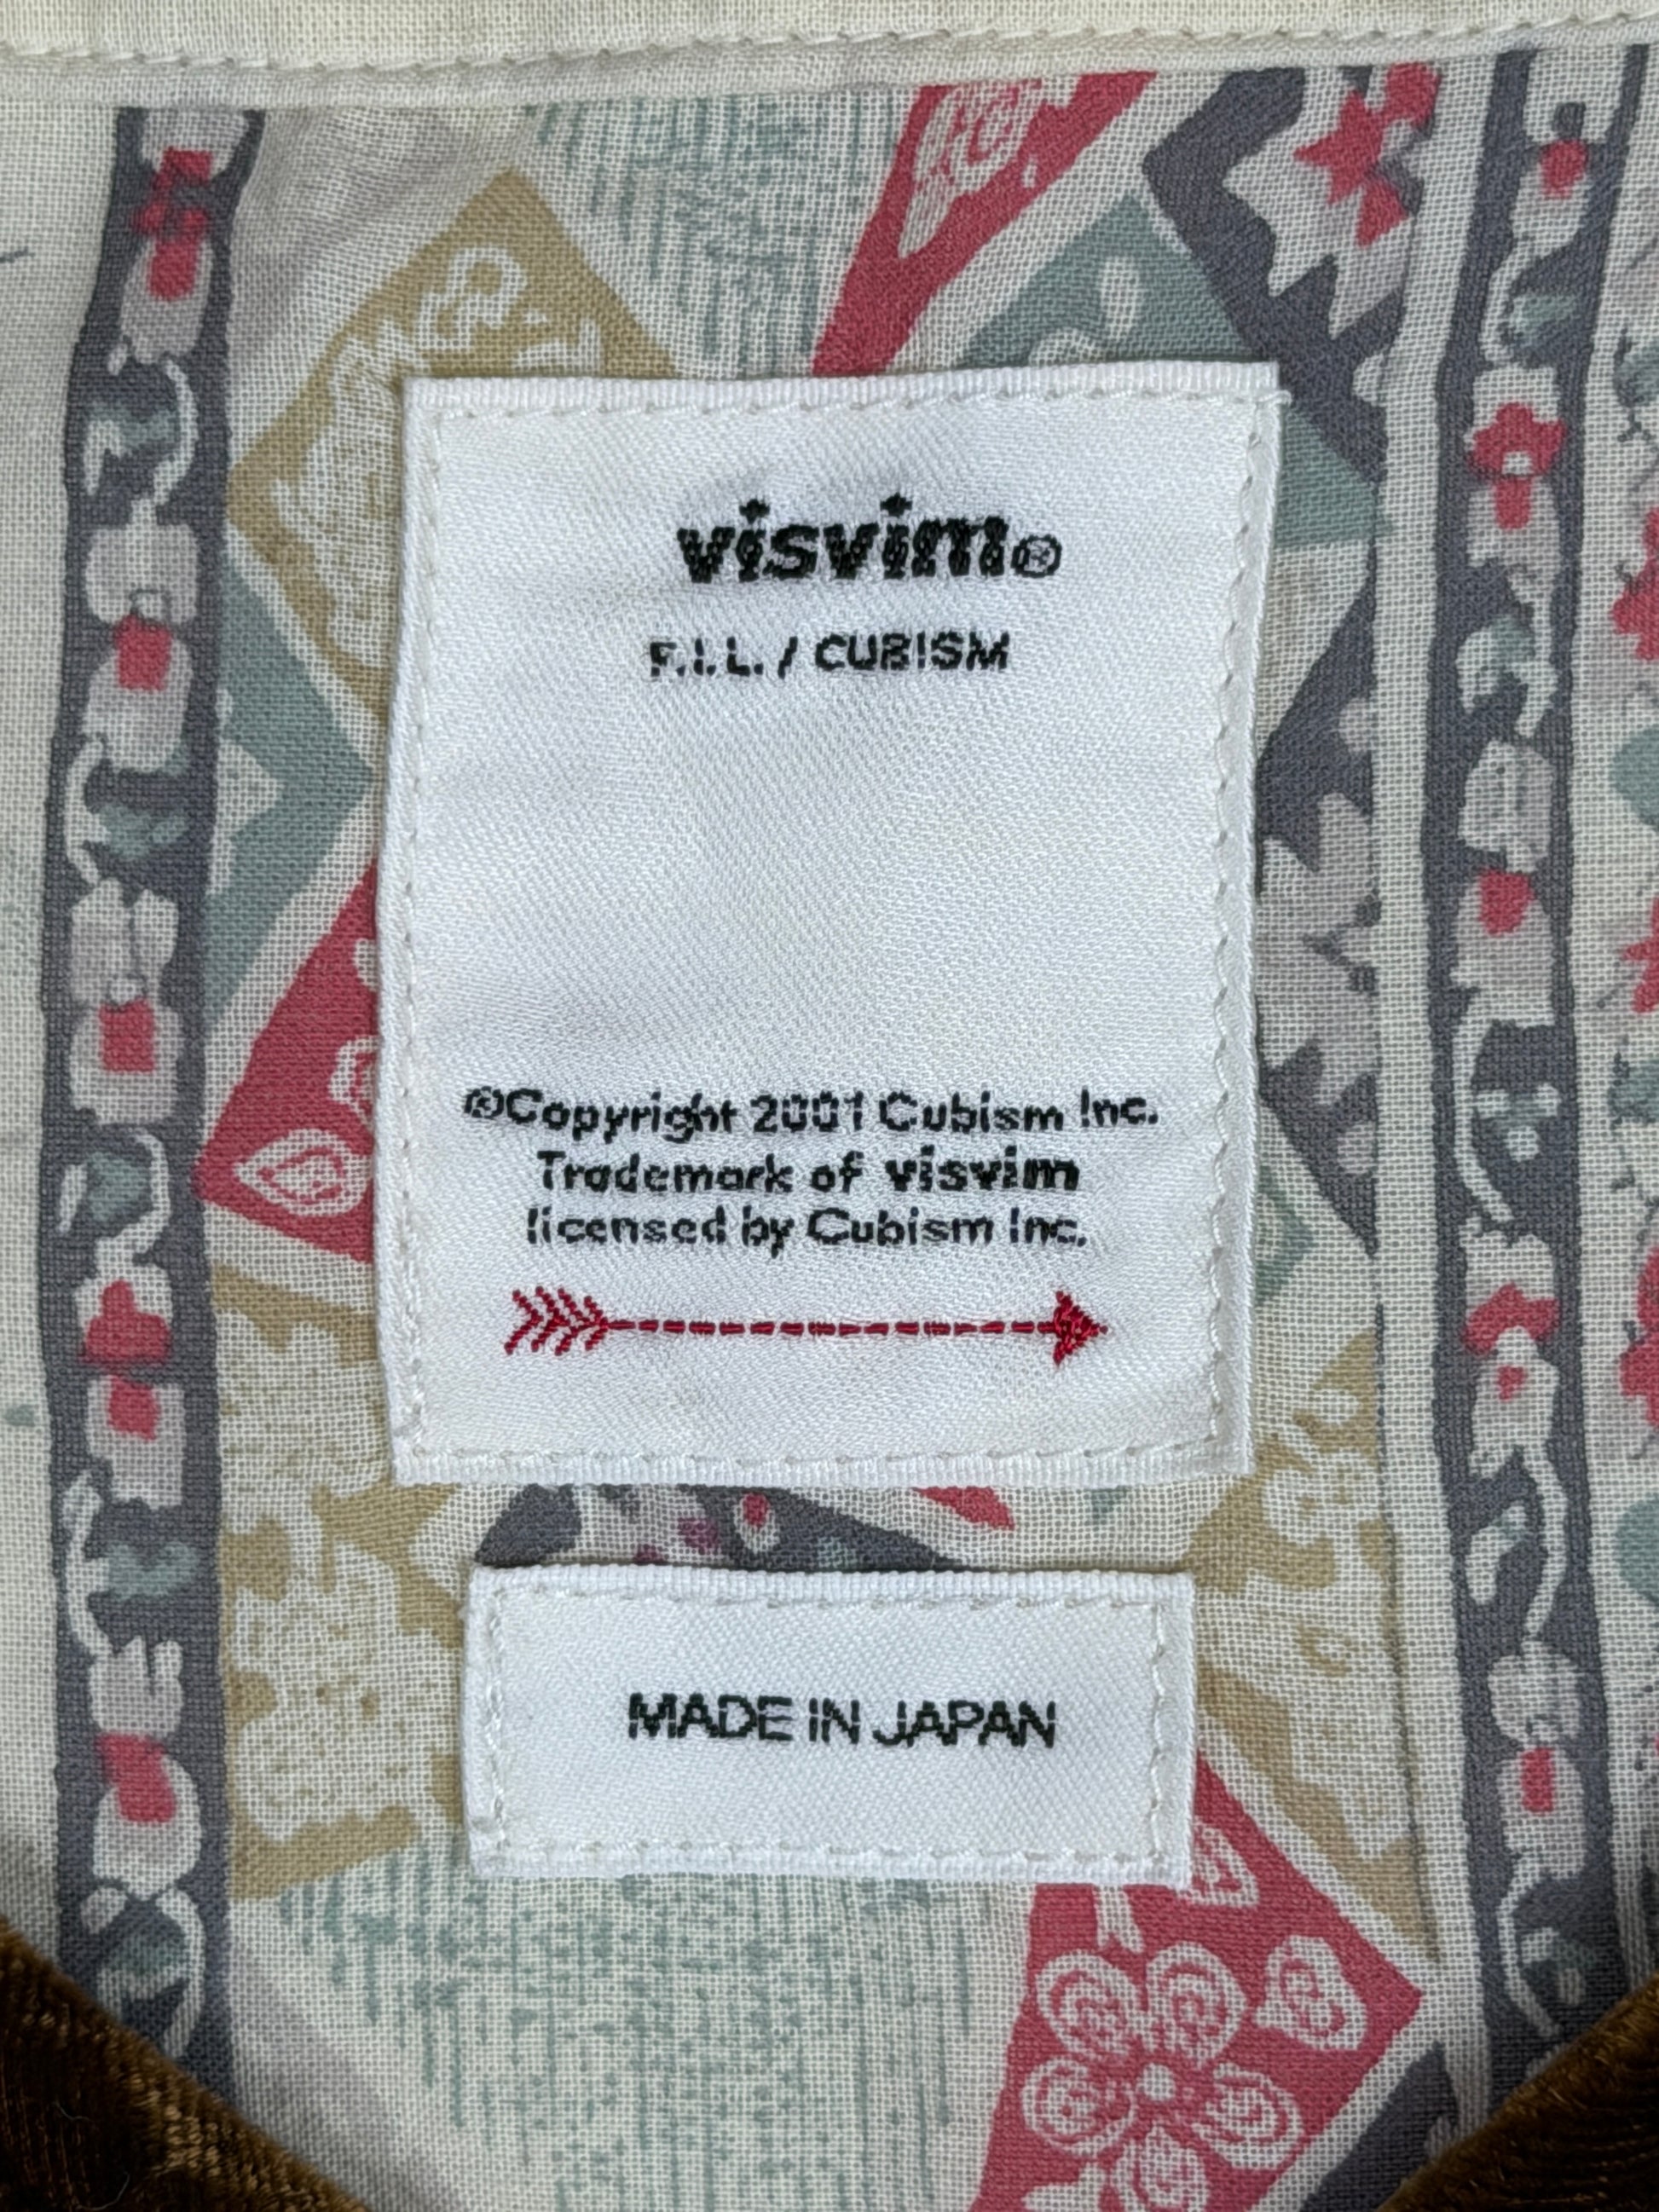 visvim®
F.I.L. / CUBISM
©Copyright 2001 Cubism Inc.
Trademark of visvim
licensed by Cubism Inc.
MADE IN JAPAN